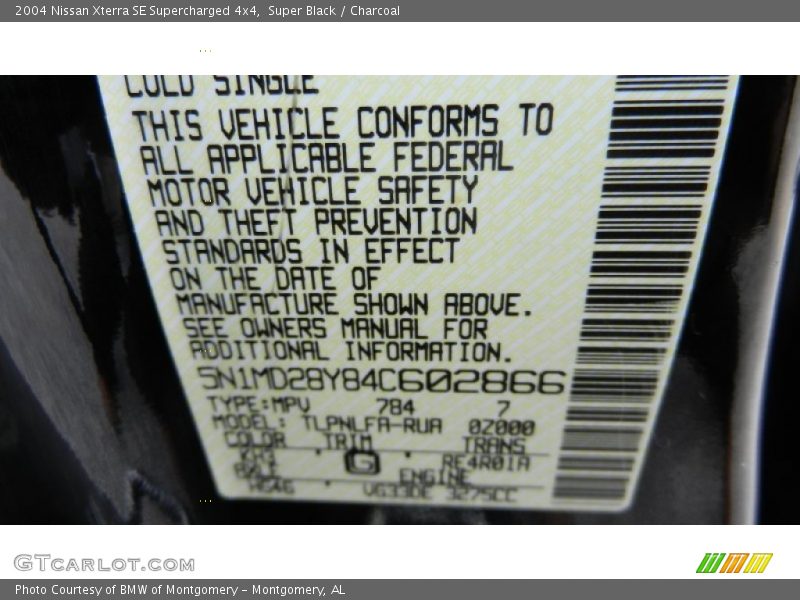 2004 Nissan Xterra SE Supercharged 4x4, Super Black / Charcoal
COLD SINGLE
THIS VEHICLE CONFORMS TO
ALL APPLICABLE FEDERAL
MOTOR VEHICLE SAFETY
AND THEFT PREVENTION
STANDARDS IN EFFECT
ON THE DATE OF
MANUFACTURE SHOWN ABOVE.
SEE OWNERS MANUAL FOR
ADDITIONAL INFORMATION.
5N1MD28Y84C602866
TYPE:MPV 784 7
MODEL: TLPNLFA-RUA 0Z000
COLOR TRIM TRANS
KH3 G RE4R01A
ENGINE
HG46 VG33DE 3275CC
GTCARLOT.COM
Photo Courtesy of BMW of Montgomery - Montgomery, AL